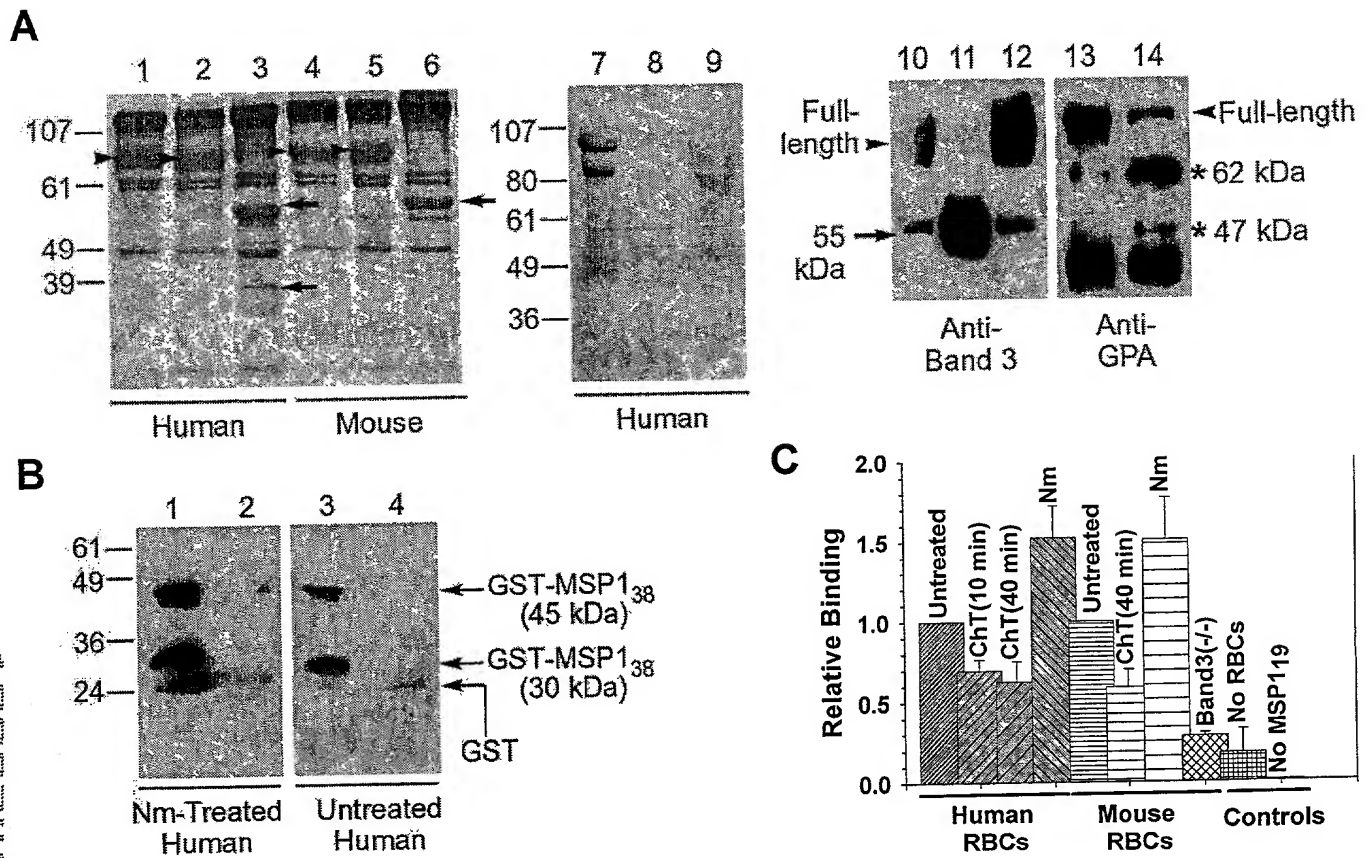 A
1 2 3 4 5 6
107
61
49
39
Human Mouse
7 8 9
107
80
61
49
36
Human
10 11 12 13 14
Full-
length
55
kDa
Full-length
* 62 kDa
* 47 kDa
Anti-
Band 3
Anti-
GPA
B
1 2 3 4
61
49
36
24
GST-MSP1₃₈
(45 kDa)
GST-MSP1₃₈
(30 kDa)
GST
Nm-Treated
Human
Untreated
Human
C
Relative Binding
2.0
1.5
1.0
0.5
0.0
Untreated
ChT(10 min)
ChT(40 min)
Nm
Untreated
ChT(40 min)
Nm
Band3(-/-)
No RBCs
No MSP119
Human
RBCs
Mouse
RBCs
Controls